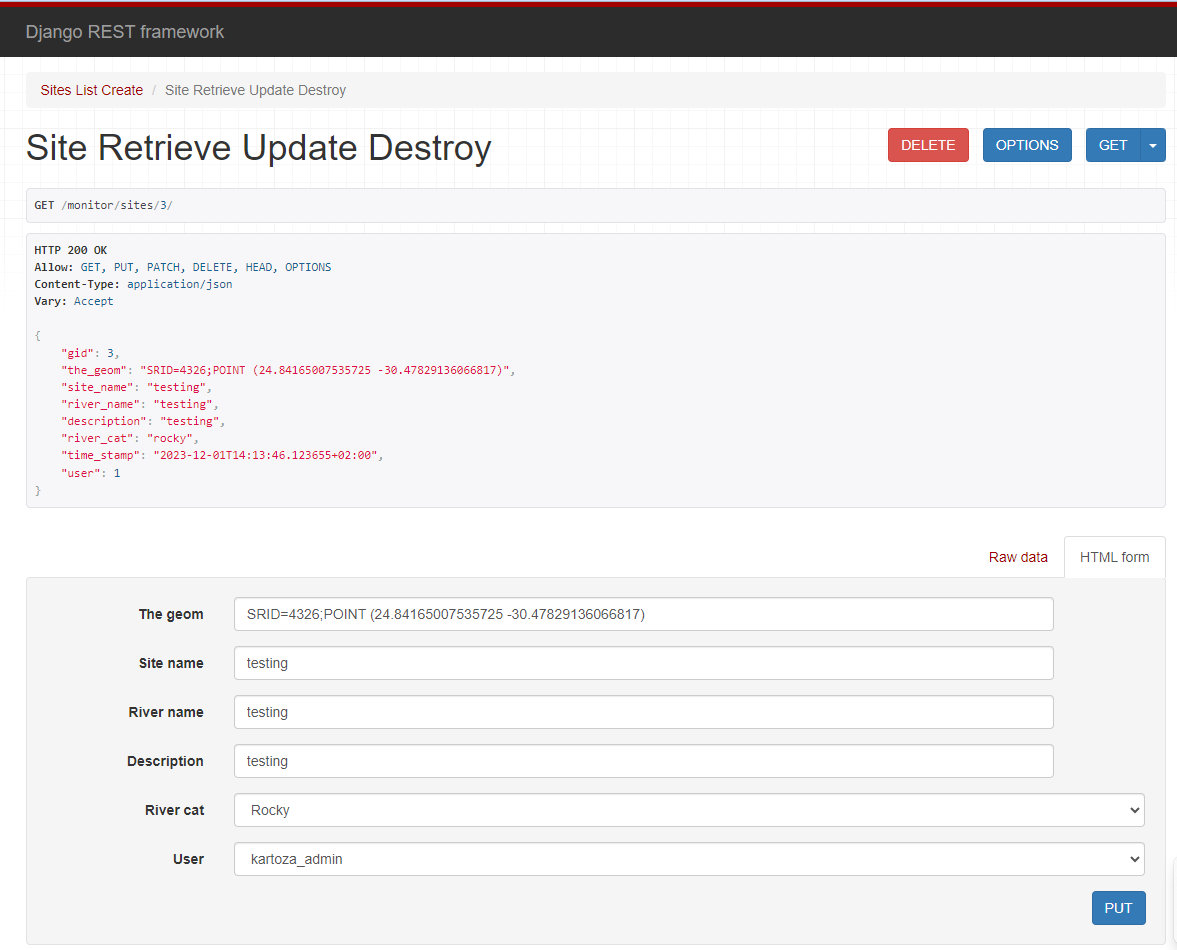 Django REST framework
Sites List Create / Site Retrieve Update Destroy
Site Retrieve Update Destroy
DELETE
OPTIONS
GET
GET /monitor/sites/3/
HTTP 200 OK
Allow: GET, PUT, PATCH, DELETE, HEAD, OPTIONS
Content-Type: application/json
Vary: Accept
{
    "gid": 3,
    "the_geom": "SRID=4326;POINT (24.84165007535725 -30.47829136066817)",
    "site_name": "testing",
    "river_name": "testing",
    "description": "testing",
    "river_cat": "rocky",
    "time_stamp": "2023-12-01T14:13:46.123655+02:00",
    "user": 1
}
Raw data
HTML form
The geom SRID=4326;POINT (24.84165007535725 -30.47829136066817)
Site name testing
River name testing
Description testing
River cat Rocky
User kartoza_admin
PUT